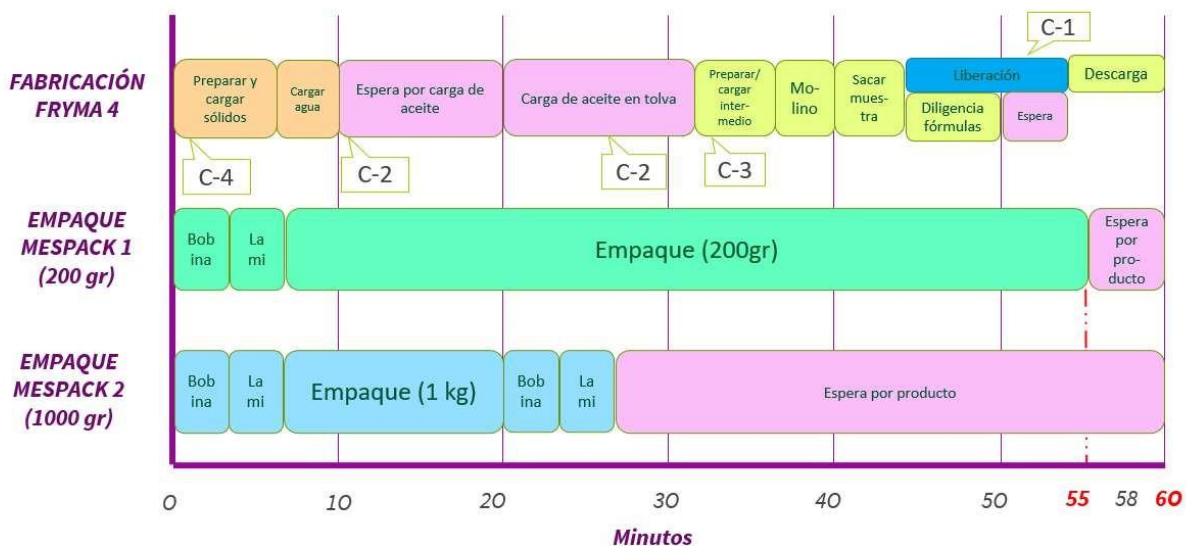 C-1
FABRICACIÓN
FRYMA 4
Preparar y
cargar
sólidos
Cargar
agua
Espera por carga de
aceite
Carga de aceite en tolva
Preparar/
cargar
inter-
medio
Mo-
lino
Sacar
mues-
tra
Liberación
Descarga
Diligencia
fórmulas
Espera
C-4
C-2
C-2
C-3
EMPAQUE
MESPACK 1
(200 gr)
Bob
ina
La
mi
Empaque (200gr)
Espera
por
pro-
ducto
EMPAQUE
MESPACK 2
(1000 gr)
Bob
ina
La
mi
Empaque (1 kg)
Bob
ina
La
mi
Espera por producto
0 10 20 30 40 50 55 58 60
Minutos